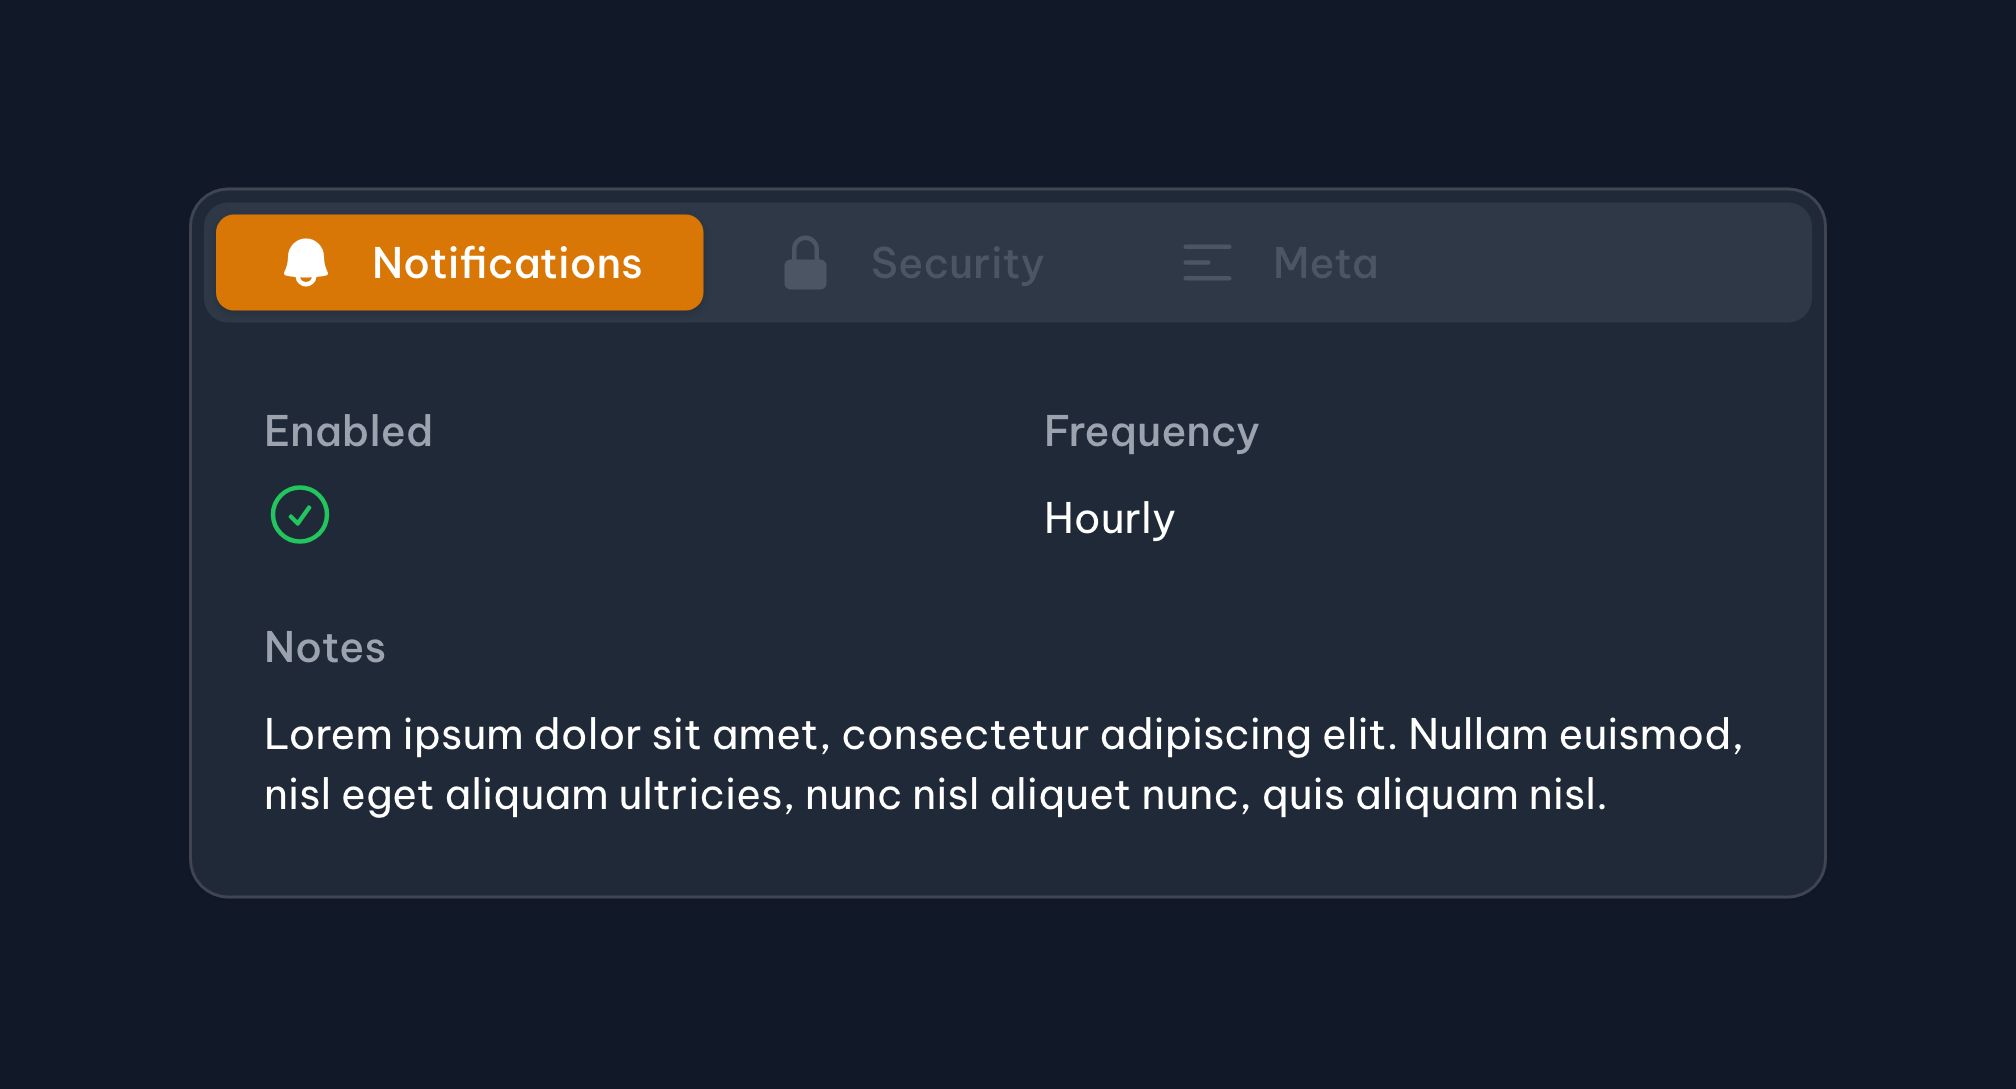 Notifications
Security
Meta
Enabled
Frequency
Hourly
Notes
Lorem ipsum dolor sit amet, consectetur adipiscing elit. Nullam euismod,
nisl eget aliquam ultricies, nunc nisl aliquet nunc, quis aliquam nisl.